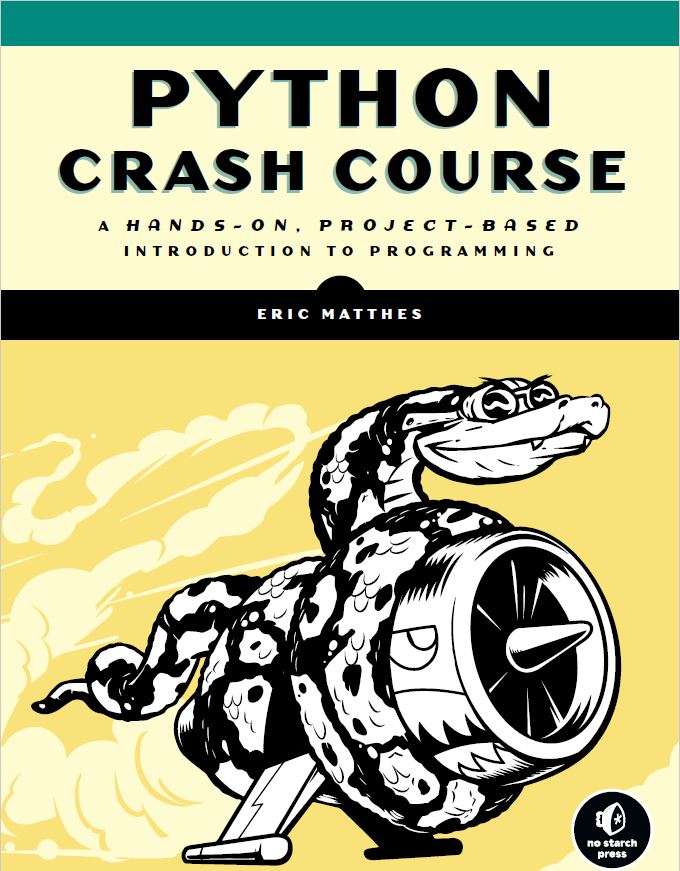 PYTHON
CRASH COURSE
A HANDS-ON, PROJECT-BASED
INTRODUCTION TO PROGRAMMING
ERIC MATTHES
no starch
press